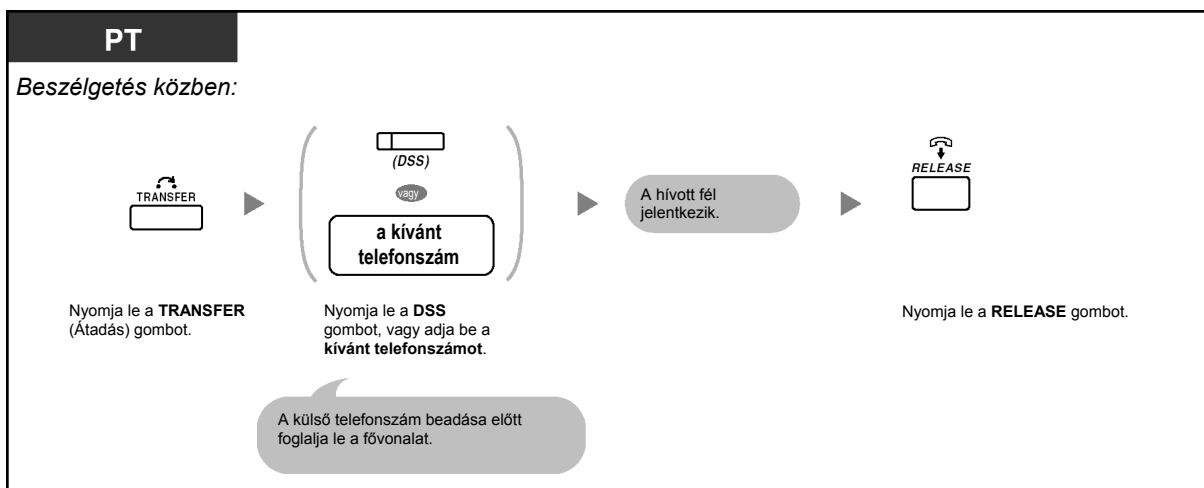 PT
Beszélgetés közben:
TRANSFER
(DSS)
vagy
a kívánt
telefonszám
A hívott fél
jelentkezik.
RELEASE
Nyomja le a TRANSFER
(Átadás) gombot.
Nyomja le a DSS
gombot, vagy adja be a
kívánt telefonszámot.
Nyomja le a RELEASE gombot.
A külső telefonszám beadása előtt
foglalja le a fővonalat.